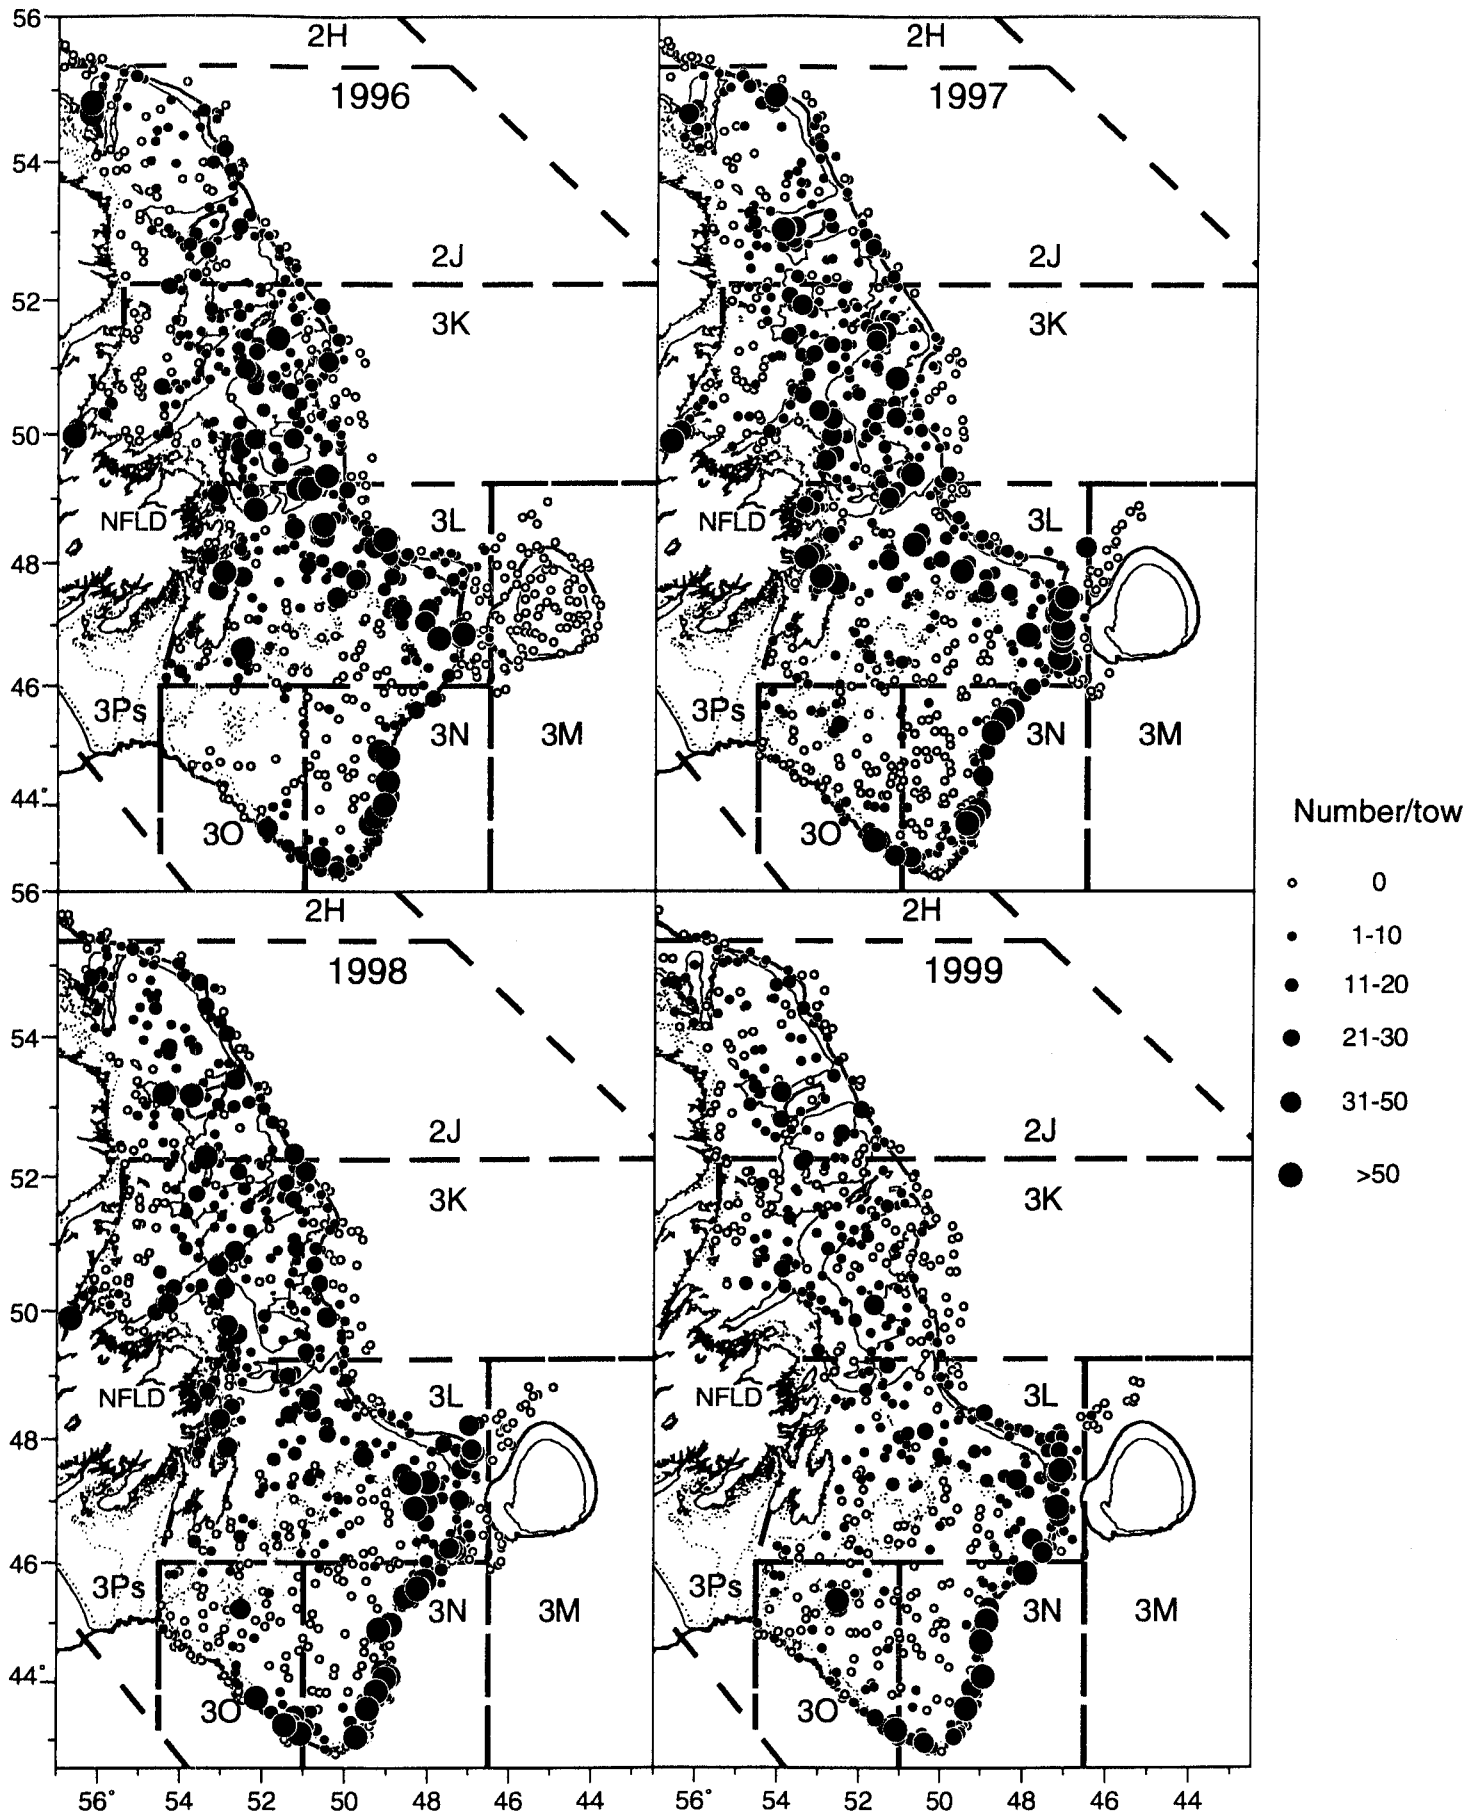 56
2H
2H
1996
1997
54
2J
2J
52
3K
3K
50
NFLD
3L
NFLD
3L
48
46
3Ps
3N
3M
3Ps
3N
3M
44°
3O
3O
Number/tow
0
56
2H
2H
1-10
1998
1999
11-20
54
21-30
31-50
2J
2J
>50
52
3K
3K
50
NFLD
3L
NFLD
3L
48
46
3Ps
3N
3M
3Ps
3N
3M
44°
3O
3O
56° 54 52 50 48 46 44 56° 54 52 50 48 46 44